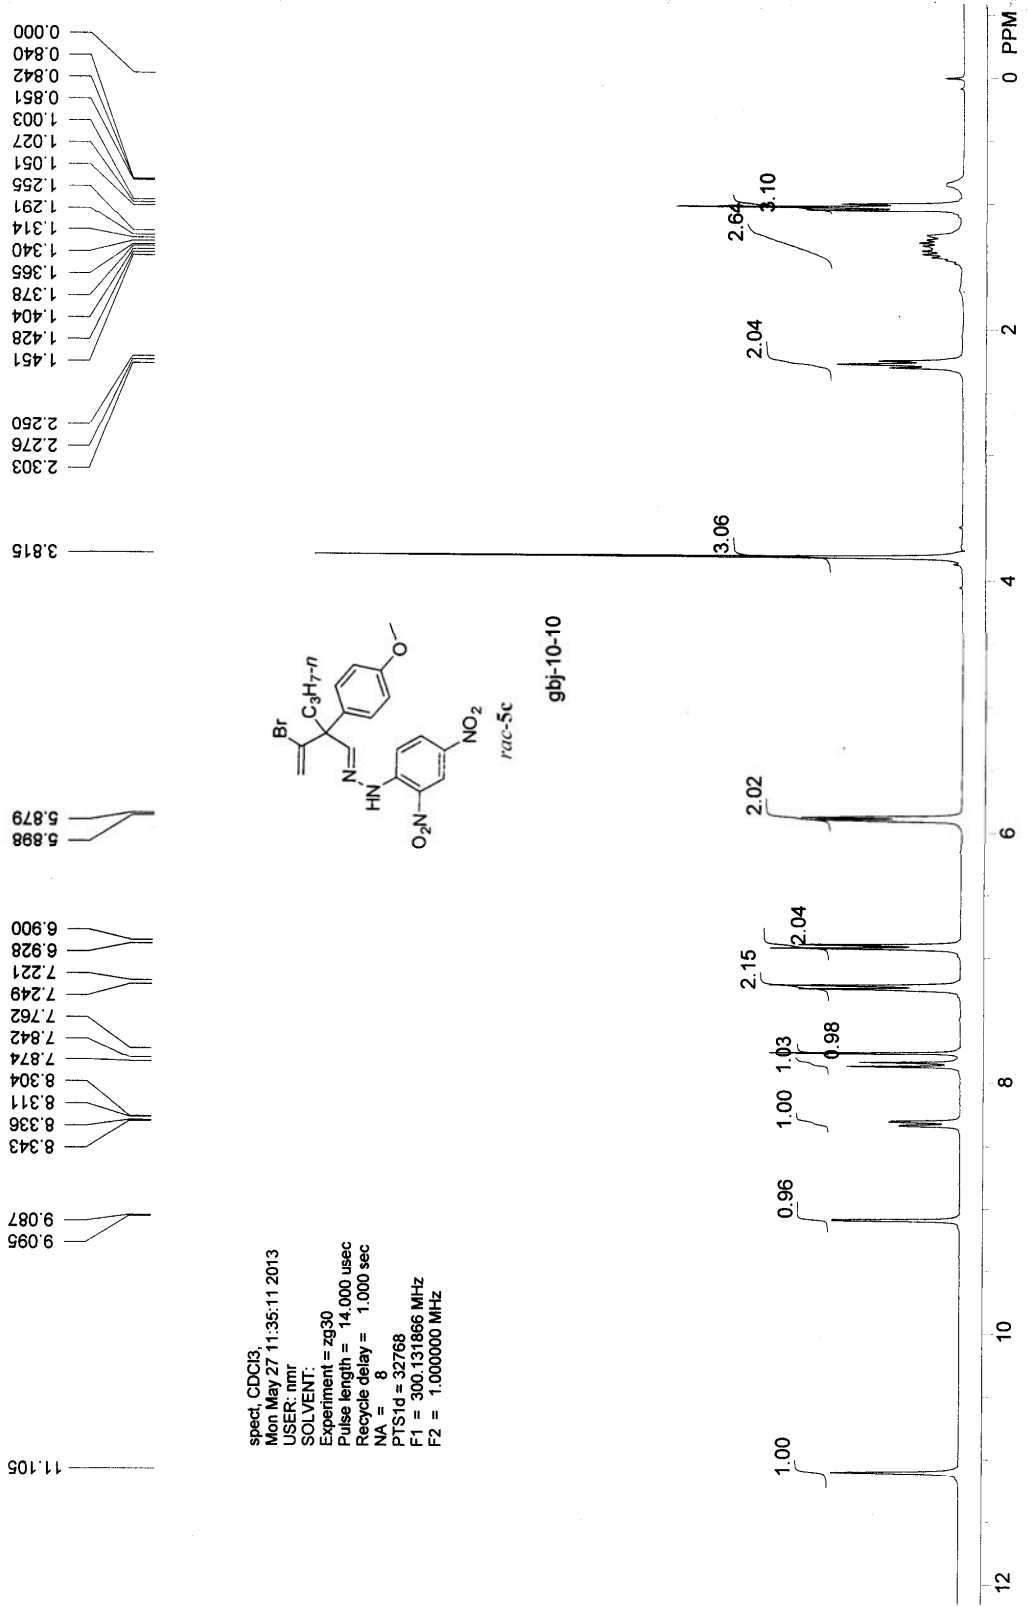 11.105
9.095
9.087
8.343
8.336
8.311
8.304
7.874
7.842
7.762
7.249
7.221
6.928
6.900
5.898
5.879
3.815
2.303
2.276
2.250
1.451
1.428
1.404
1.378
1.365
1.340
1.314
1.291
1.255
1.051
1.027
1.003
0.851
0.842
0.840
0.000
spect, CDCl3,
Mon May 27 11:35:11 2013
USER: nmr
SOLVENT:
Experiment = zg30
Pulse length = 14.000 usec
Recycle delay = 1.000 sec
NA = 8
PTS1d = 32768
F1 = 300.131866 MHz
F2 = 1.000000 MHz
Br
C3H7-n
N
HN
O
O2N
NO2
rac-5c
gbj-10-10
1.00
0.96
1.00
1.03
0.98
2.15
2.04
2.02
3.06
2.04
2.64
3.10
12 10 8 6 4 2 0 PPM